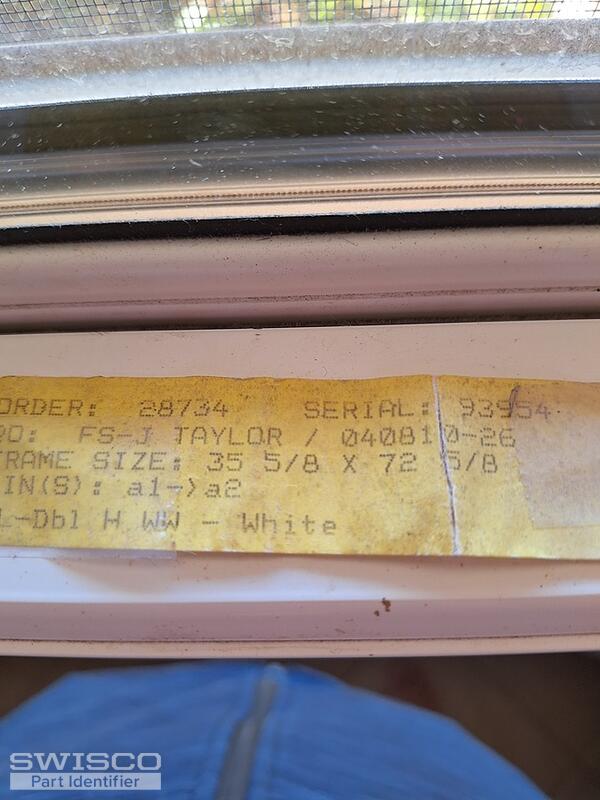 ORDER: 28734 SERIAL: 93954
PO: FS-J TAYLOR / 040810-26
FRAME SIZE: 35 5/8 X 72 5/8
IN(S): a1->a2
-Dbl H WW - White
SWISCO
Part Identifier